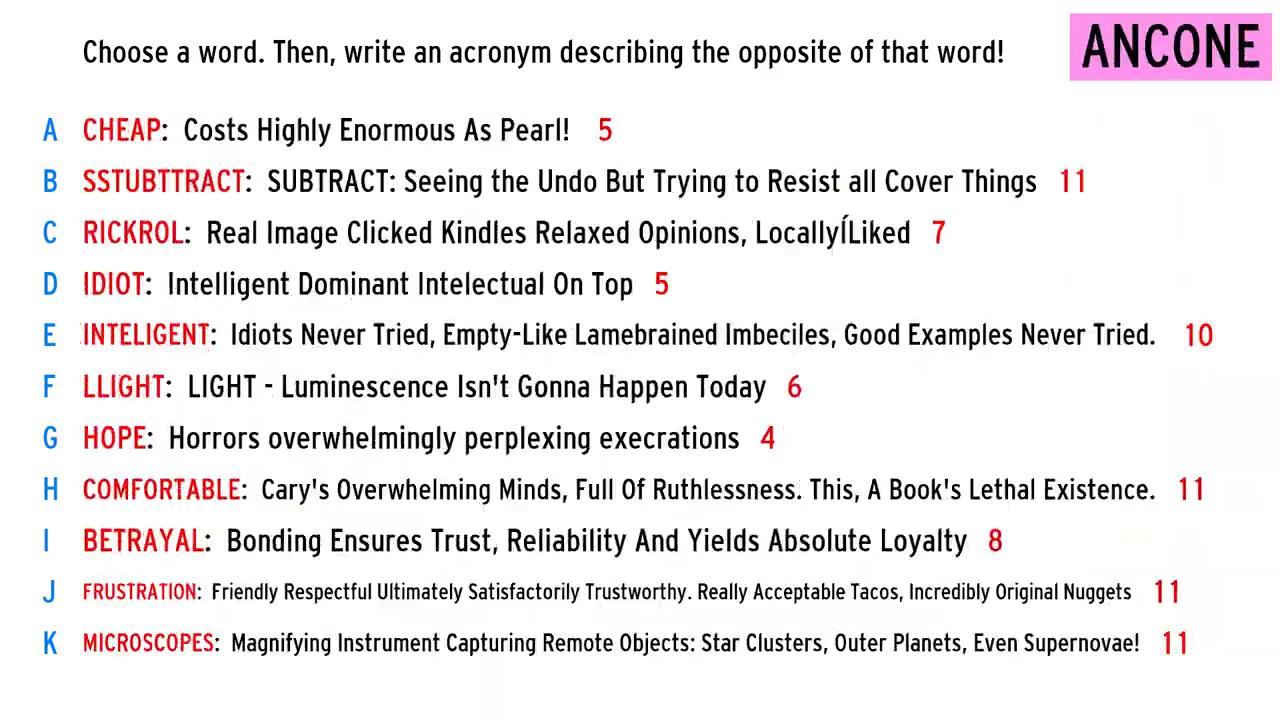 Choose a word. Then, write an acronym describing the opposite of that word!
ANCONE
A CHEAP: Costs Highly Enormous As Pearl! 5
B SSTUBTTRACT: SUBTRACT: Seeing the Undo But Trying to Resist all Cover Things 11
C RICKROL: Real Image Clicked Kindles Relaxed Opinions, LocallyÍLiked 7
D IDIOT: Intelligent Dominant Intelectual On Top 5
E INTELIGENT: Idiots Never Tried, Empty-Like Lamebrained Imbeciles, Good Examples Never Tried. 10
F LLIGHT: LIGHT - Luminescence Isn't Gonna Happen Today 6
G HOPE: Horrors overwhelmingly perplexing execrations 4
H COMFORTABLE: Cary's Overwhelming Minds, Full Of Ruthlessness. This, A Book's Lethal Existence. 11
I BETRAYAL: Bonding Ensures Trust, Reliability And Yields Absolute Loyalty 8
J FRUSTRATION: Friendly Respectful Ultimately Satisfactorily Trustworthy. Really Acceptable Tacos, Incredibly Original Nuggets 11
K MICROSCOPES: Magnifying Instrument Capturing Remote Objects: Star Clusters, Outer Planets, Even Supernovae! 11